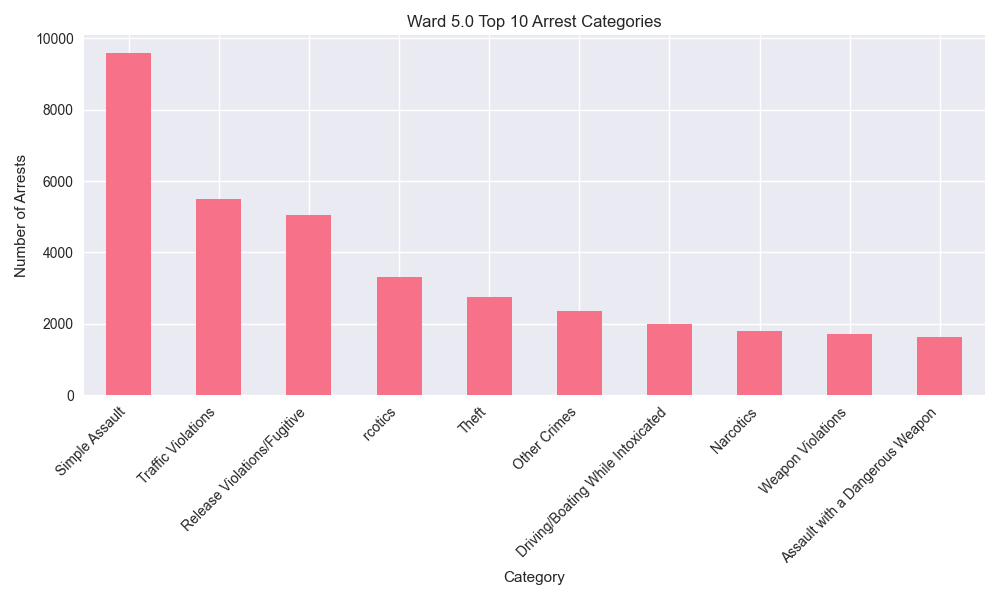 Ward 5.0 Top 10 Arrest Categories
Number of Arrests
10000
8000
6000
4000
2000
0
Simple Assault
Traffic Violations
Release Violations/Fugitive
rcotics
Theft
Other Crimes
Driving/Boating While Intoxicated
Narcotics
Weapon Violations
Assault with a Dangerous Weapon
Category